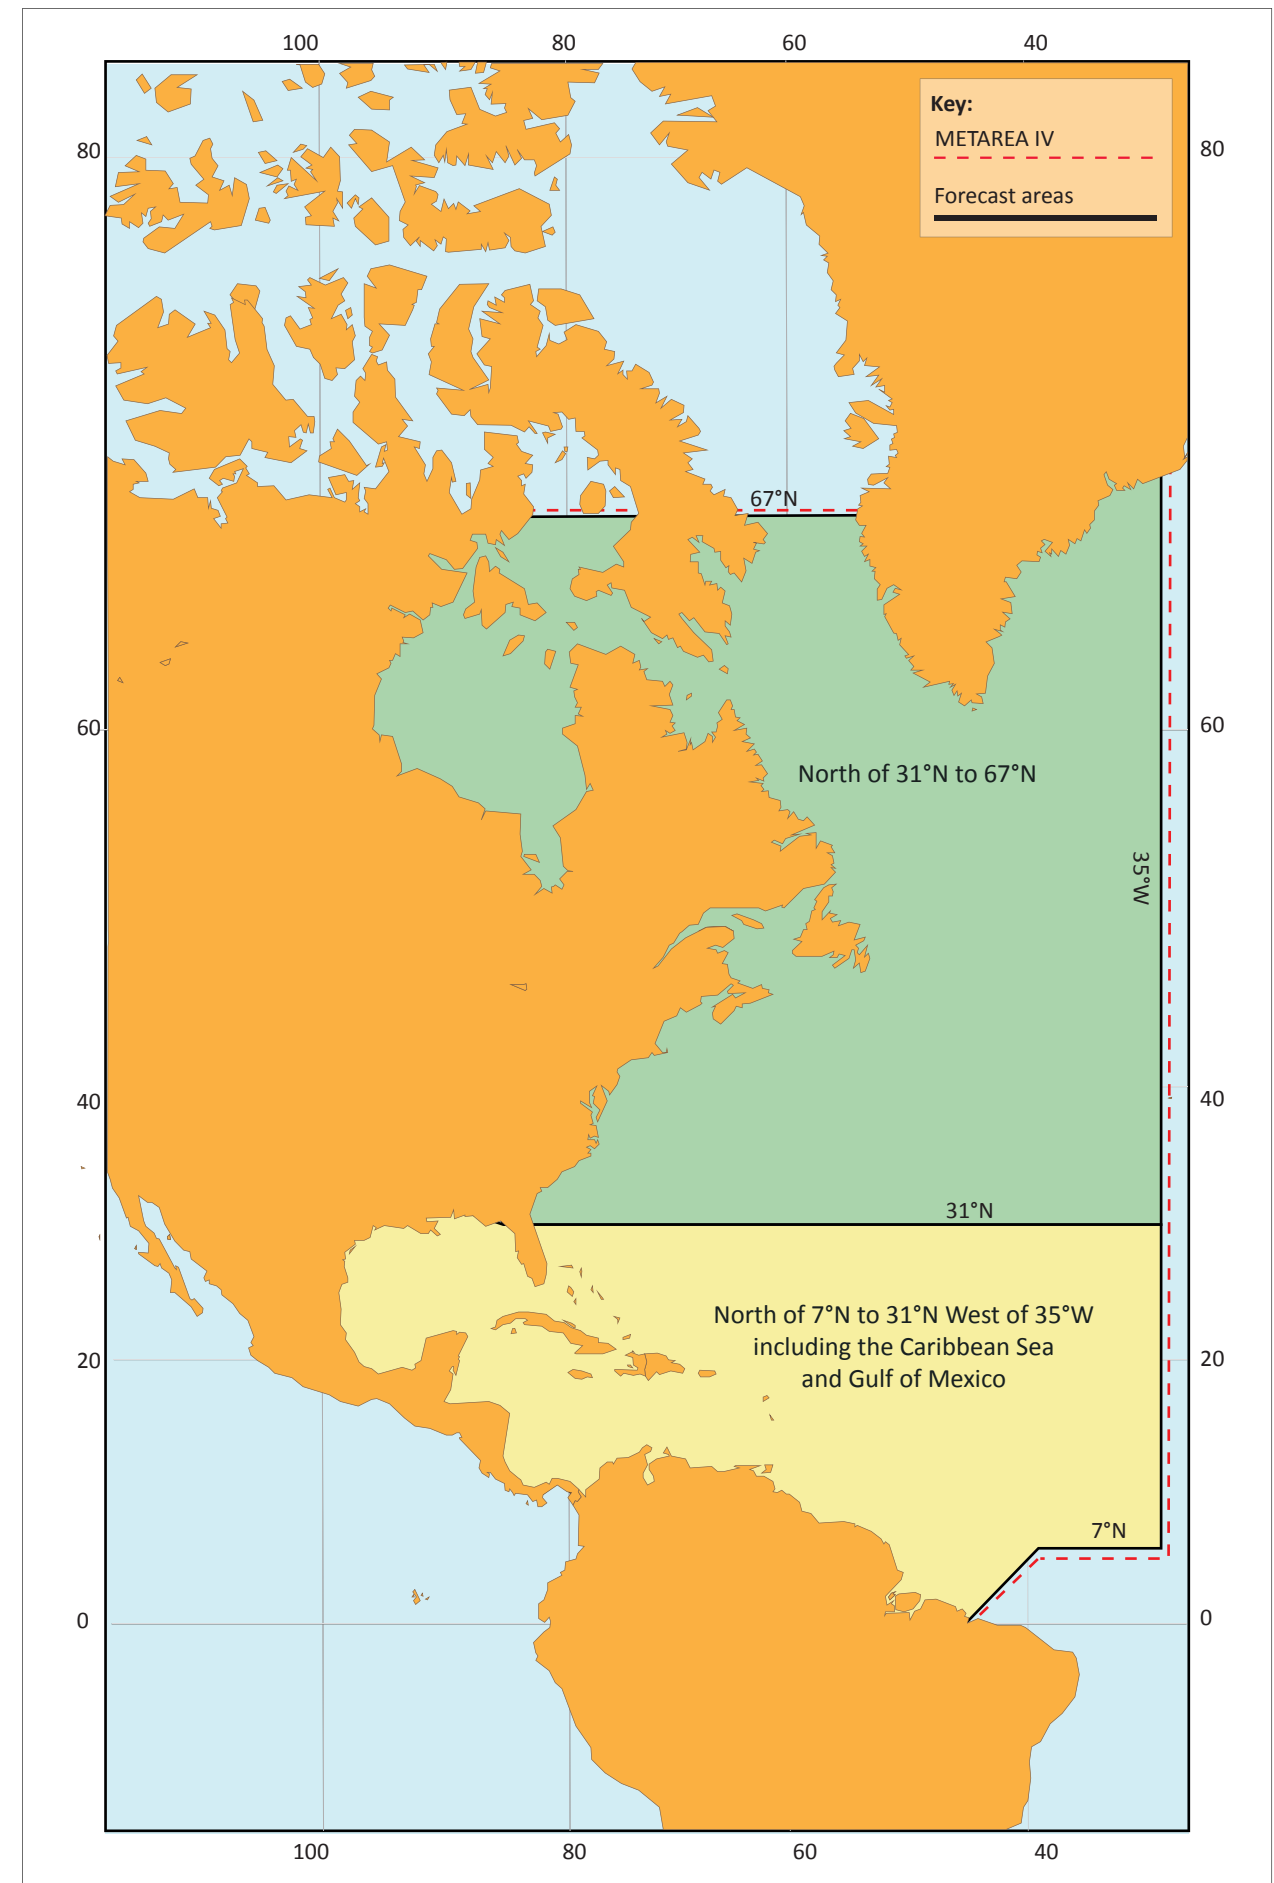 100 80 60 40
Key:
METAREA IV
Forecast areas
80 80
67°N
60 60
North of 31°N to 67°N
35°W
40 40
31°N
North of 7°N to 31°N West of 35°W
including the Caribbean Sea
and Gulf of Mexico
20 20
7°N
0 0
100 80 60 40